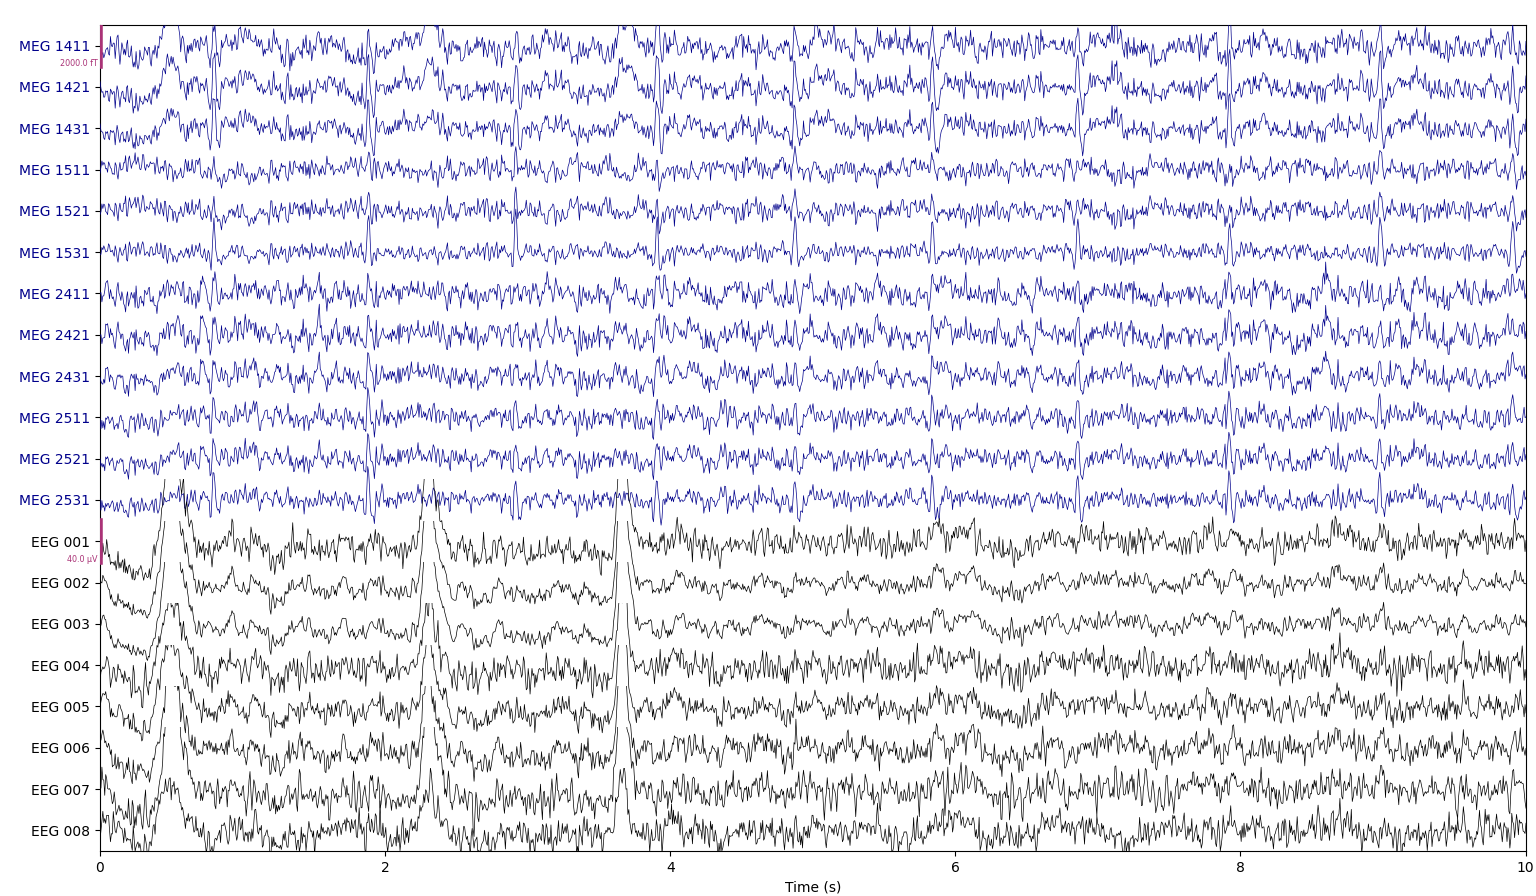 MEG 1411
2000.0 fT
MEG 1421
MEG 1431
MEG 1511
MEG 1521
MEG 1531
MEG 2411
MEG 2421
MEG 2431
MEG 2511
MEG 2521
MEG 2531
EEG 001
40.0 µV
EEG 002
EEG 003
EEG 004
EEG 005
EEG 006
EEG 007
EEG 008
0 2 4 6 8 10
Time (s)